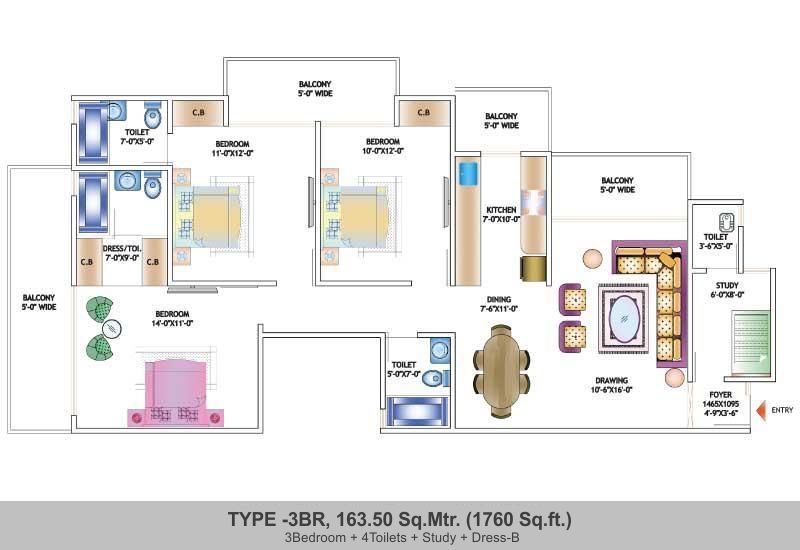 BALCONY
5'-0" WIDE
C.B
C.B
BALCONY
5'-0" WIDE
TOILET
7'-0"X5'-0"
BEDROOM
11'-0"X12'-0"
BEDROOM
10'-0"X12'-0"
BALCONY
5'-0" WIDE
KITCHEN
7'-0"X10'-0"
TOILET
3'-6"X5'-0"
DRESS/TOI.
7'-0"X9'-0"
C.B
C.B
BALCONY
5'-0" WIDE
BEDROOM
14'-0"X11'-0"
DINING
7'-6"X11'-0"
STUDY
6'-0"X8'-0"
TOILET
5'-0"X7'-0"
DRAWING
10'-6"X16'-0"
FOYER
1465X1095
4'-9"X3'-6"
ENTRY
TYPE -3BR, 163.50 Sq.Mtr. (1760 Sq.ft.)
3Bedroom + 4Toilets + Study + Dress-B